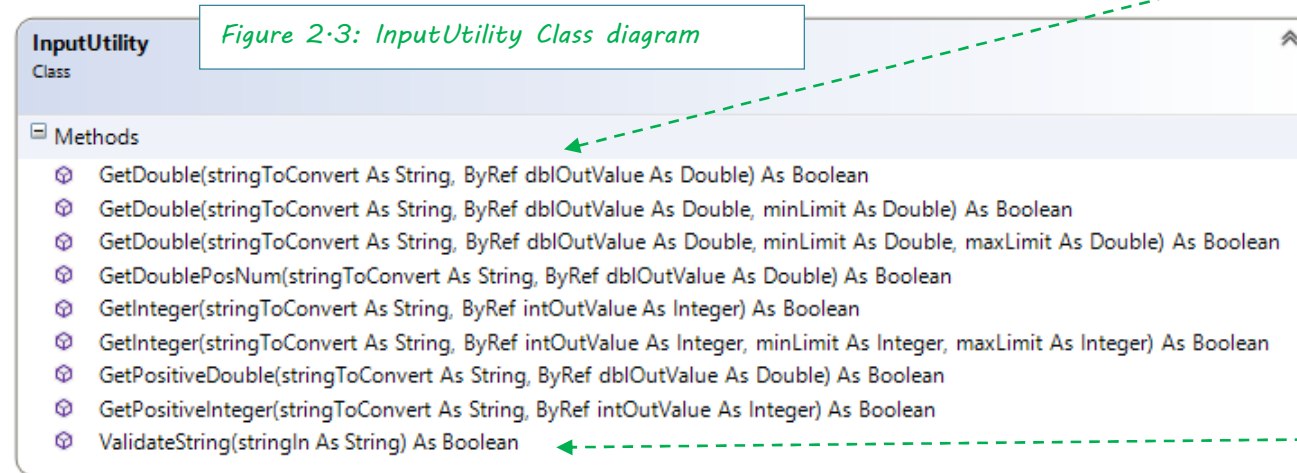 Figure 2.3: InputUtility Class diagram
InputUtility
Class
Methods
GetDouble(stringToConvert As String, ByRef dblOutValue As Double) As Boolean
GetDouble(stringToConvert As String, ByRef dblOutValue As Double, minLimit As Double) As Boolean
GetDouble(stringToConvert As String, ByRef dblOutValue As Double, minLimit As Double, maxLimit As Double) As Boolean
GetDoublePosNum(stringToConvert As String, ByRef dblOutValue As Double) As Boolean
GetInteger(stringToConvert As String, ByRef intOutValue As Integer) As Boolean
GetInteger(stringToConvert As String, ByRef intOutValue As Integer, minLimit As Integer, maxLimit As Integer) As Boolean
GetPositiveDouble(stringToConvert As String, ByRef dblOutValue As Double) As Boolean
GetPositiveInteger(stringToConvert As String, ByRef intOutValue As Integer) As Boolean
ValidateString(stringIn As String) As Boolean